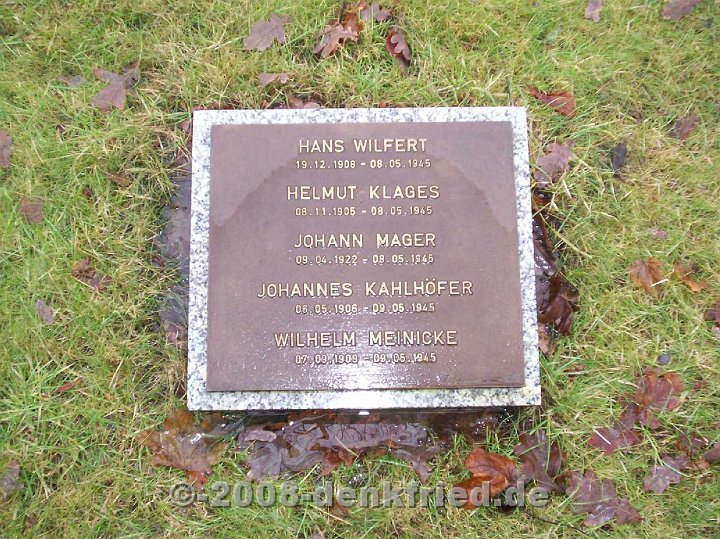 HANS WILFERT
19.12.1908 - 08.05.1945
HELMUT KLAGES
08.11.1905 - 08.05.1945
JOHANN MAGER
09.04.1922 - 09.05.1945
JOHANNES KAHLHÖFER
06.05.1906 - 09.05.1945
WILHELM MEINICKE
07.09.1909 - 09.05.1945
©-2008-denkfried.de